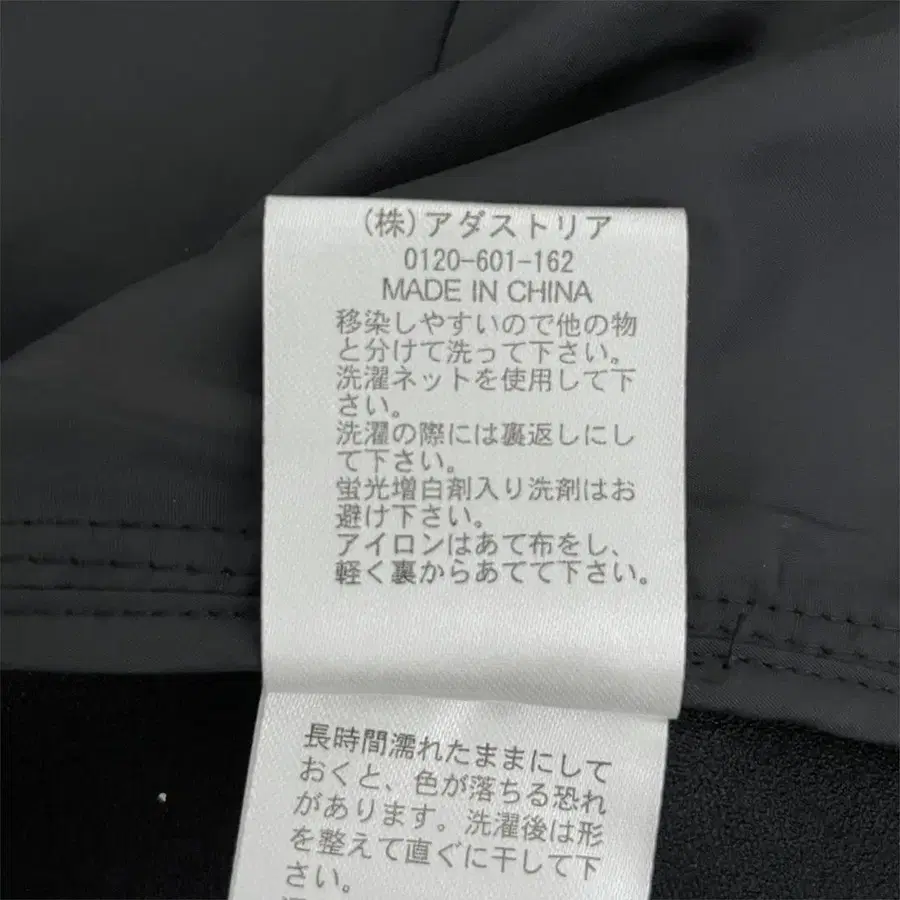 (株)アダストリア
0120-601-162
MADE IN CHINA
移染しやすいので他の物
と分けて洗って下さい。
洗濯ネットを使用して下
さい。
洗濯の際には裏返しにし
て下さい。
蛍光増白剤入り洗剤はお
避け下さい。
アイロンはあて布をし、
軽く裏からあてて下さい。
長時間濡れたままにして
おくと、色が落ちる恐れ
があります。洗濯後は形
を整えて直ぐに干して下
さい。